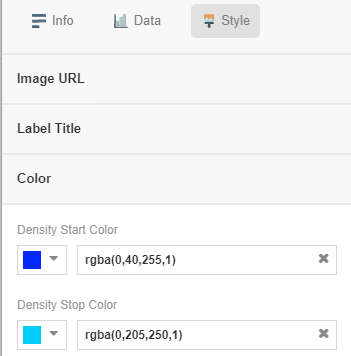 Info Data Style
Image URL
Label Title
Color
Density Start Color
rgba(0,40,255,1)
Density Stop Color
rgba(0,205,250,1)